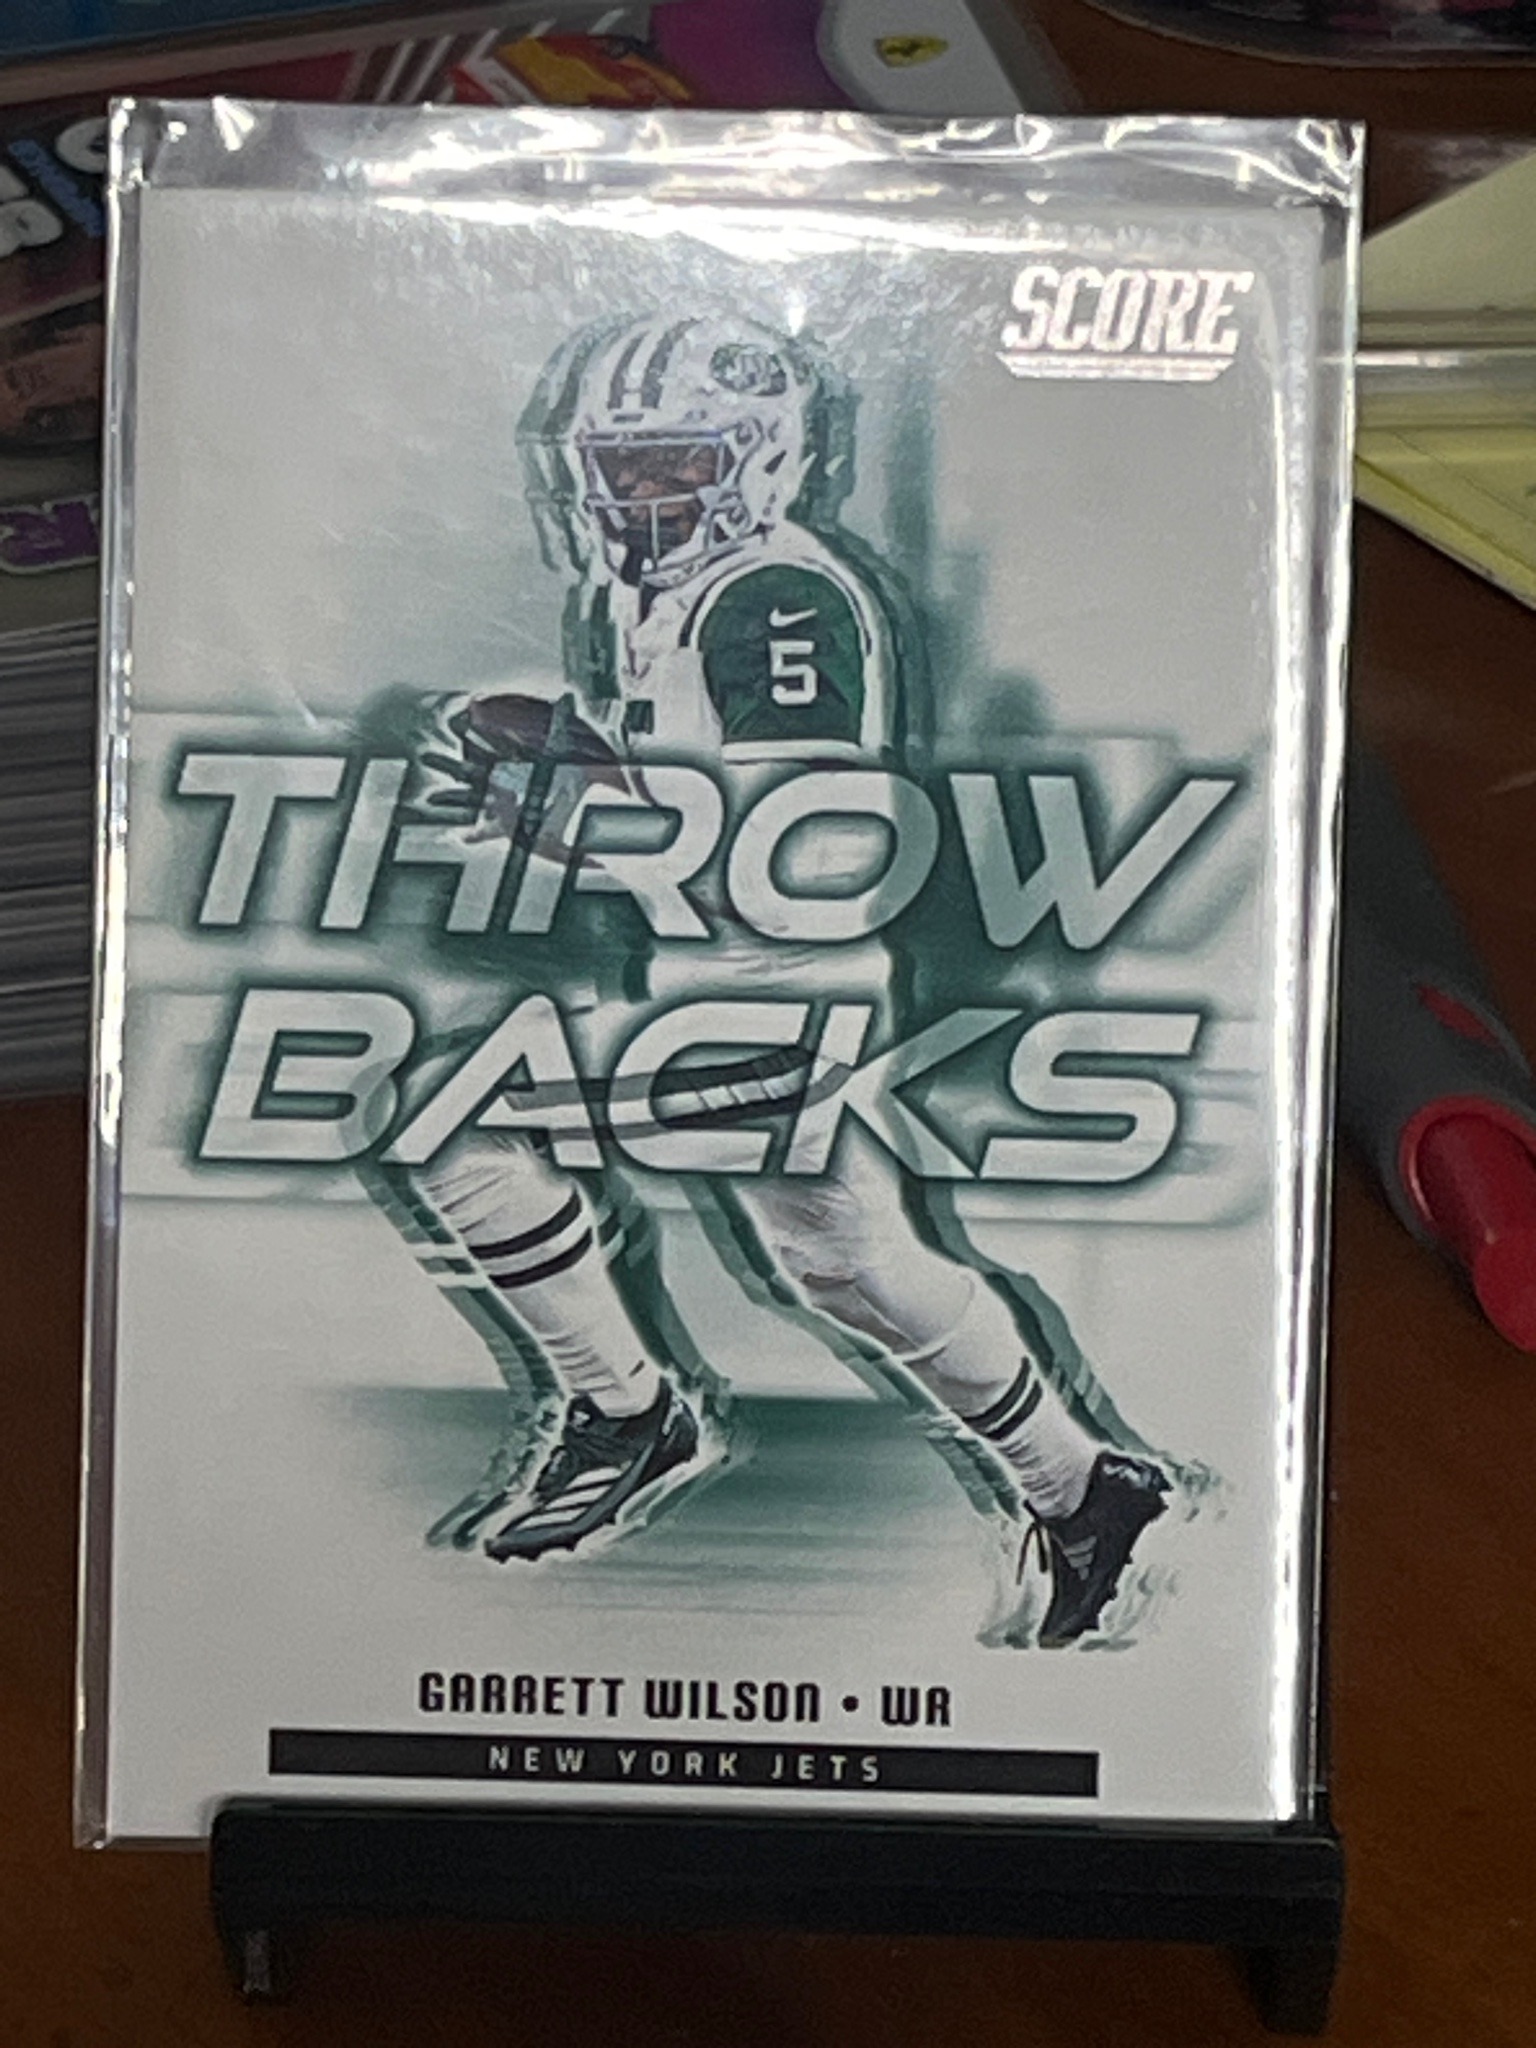 SCORE
5
THROW
BACKS
GARRETT WILSON • WR
NEW YORK JETS